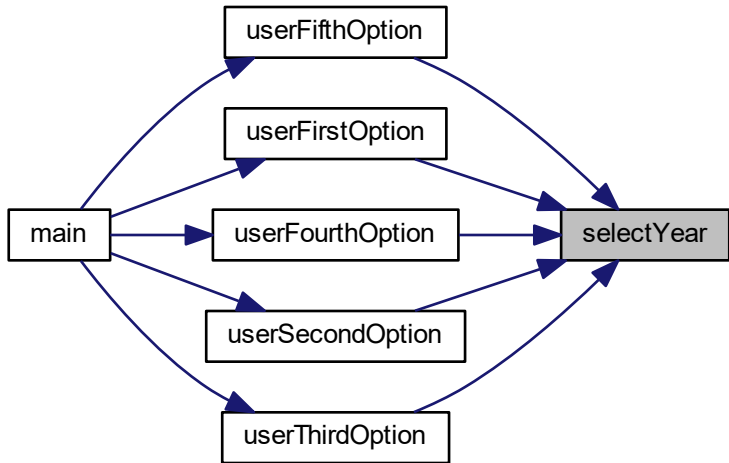 userFifthOption
userFirstOption
main
userFourthOption
selectYear
userSecondOption
userThirdOption